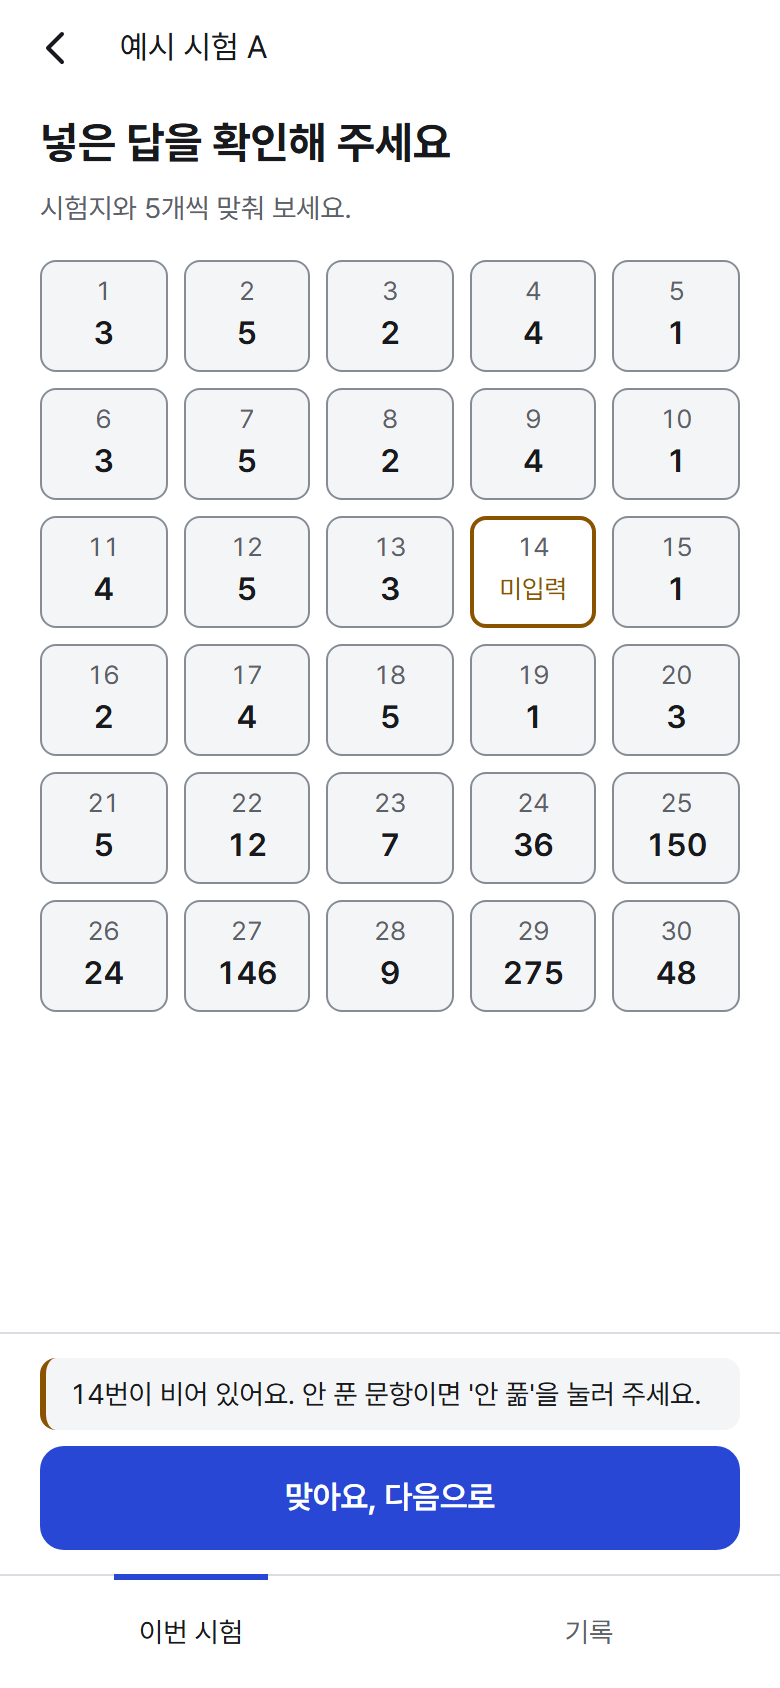 예시 시험 A
넣은 답을 확인해 주세요
시험지와 5개씩 맞춰 보세요.
1 2 3 4 5
3 5 2 4 1
6 7 8 9 10
3 5 2 4 1
11 12 13 14 15
4 5 3 미입력 1
16 17 18 19 20
2 4 5 1 3
21 22 23 24 25
5 12 7 36 150
26 27 28 29 30
24 146 9 275 48
14번이 비어 있어요. 안 푼 문항이면 '안 풂'을 눌러 주세요.
맞아요, 다음으로
이번 시험 기록